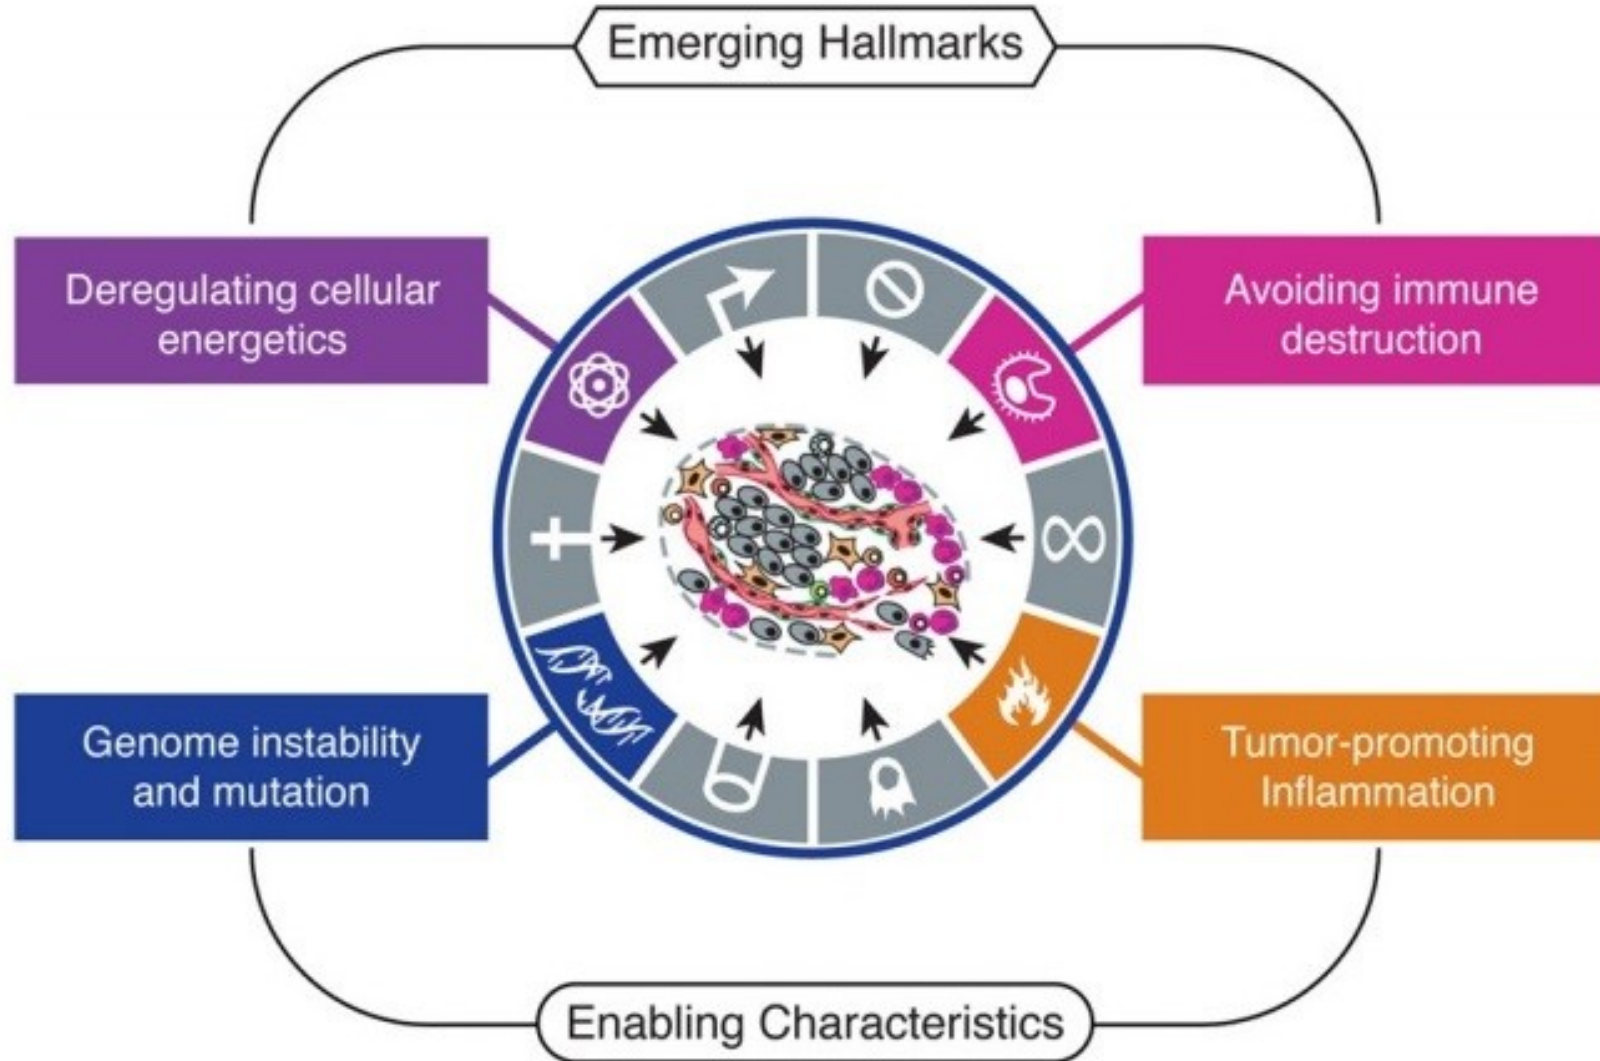 Emerging Hallmarks
Deregulating cellular
energetics
Avoiding immune
destruction
Genome instability
and mutation
Tumor-promoting
Inflammation
Enabling Characteristics